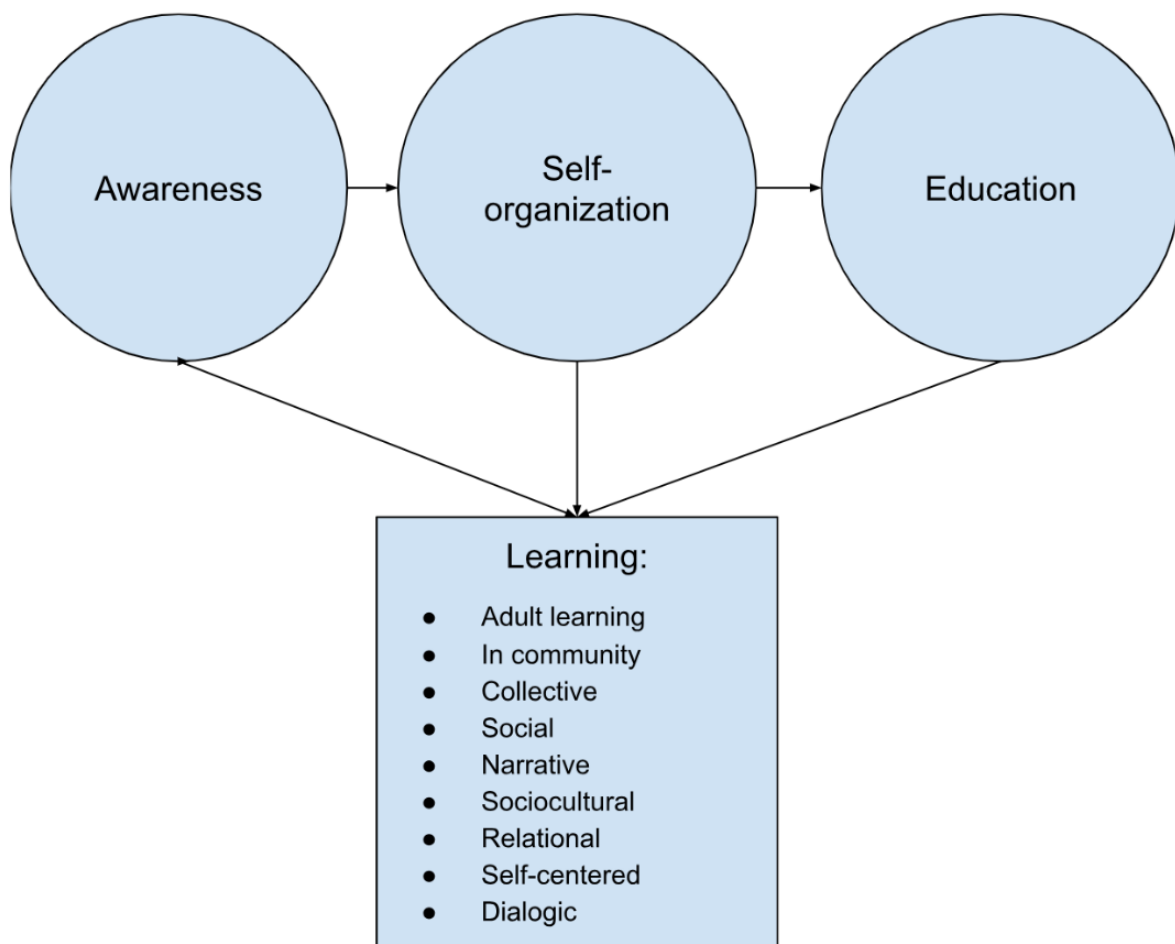 Awareness
Self-
organization
Education
Learning:
● Adult learning
● In community
● Collective
● Social
● Narrative
● Sociocultural
● Relational
● Self-centered
● Dialogic